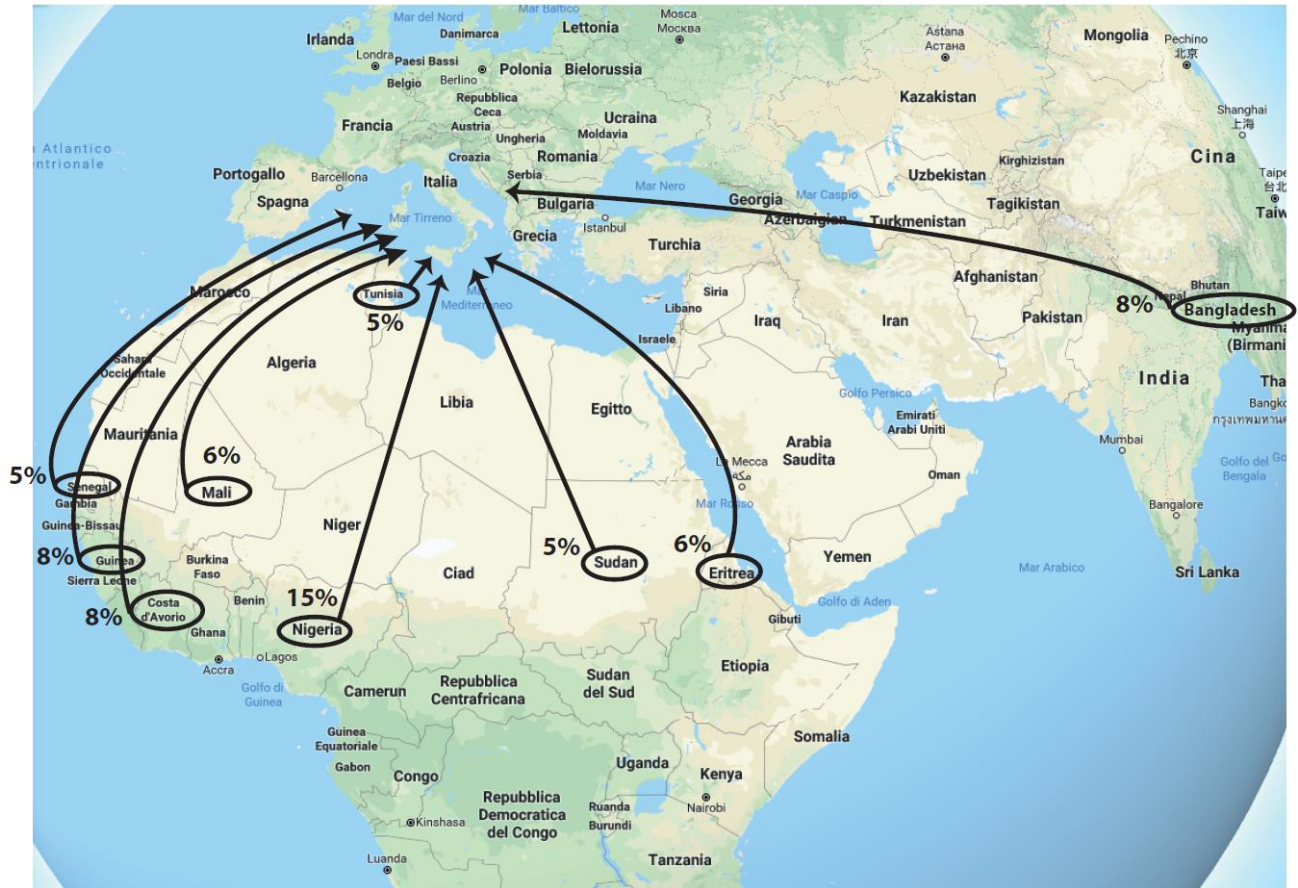 Mar del Nord
Mar Baltico
Mosca
Москва
Irlanda
Danimarca
Lettonia
Londra
Paesi Bassi
Berlino
Polonia
Bielorussia
Belgio
Repubblica
Ceca
Francia
Austria
Ungheria
Ucraina
Moldavia
Croazia
Romania
Serbia
Astana
Астана
Kazakistan
Mongolia
Pechino
北京
Shanghai
上海
Cina
Kirghizistan
Uzbekistan
Tagikistan
Atlantico
Portogallo
Barcellona
Spagna
Italia
Mar Tirreno
Bulgaria
Istanbul
Grecia
Mar Nero
Georgia
Azerbaigian
Mar Caspio
Turkmenistan
Turchia
Afghanistan
Pakistan
Nepal
Bhutan
8%
Bangladesh
Myanma
(Birmani
India
Tha
Mumbai
Bangalore
Golfo del
Bengala
Sri Lanka
Marocco
Tunisia
5%
Mediterraneo
Siria
Libano
Israele
Iraq
Iran
Golfo Persico
Emirati
Arabi Uniti
Arabia
Saudita
Oman
La Mecca
مكة
Mar Rosso
Yemen
Golfo di Aden
Mar Arabico
Sahara
Occidentale
Algeria
Libia
Egitto
Mauritania
5%
Senegal
Gambia
Guinea-Bissau
6%
Mali
Niger
Ciad
5%
Sudan
6%
Eritrea
8%
Guinea
Sierra Leone
Burkina
Faso
8%
Costa
d'Avorio
Ghana
Benin
15%
Nigeria
Accra
Lagos
Golfo di
Guinea
Gibuti
Etiopia
Somalia
Camerun
Repubblica
Centrafricana
Sudan
del Sud
Guinea
Equatoriale
Gabon
Congo
Uganda
Kenya
Nairobi
Repubblica
Democratica
del Congo
Ruanda
Burundi
Kinshasa
Luanda
Tanzania